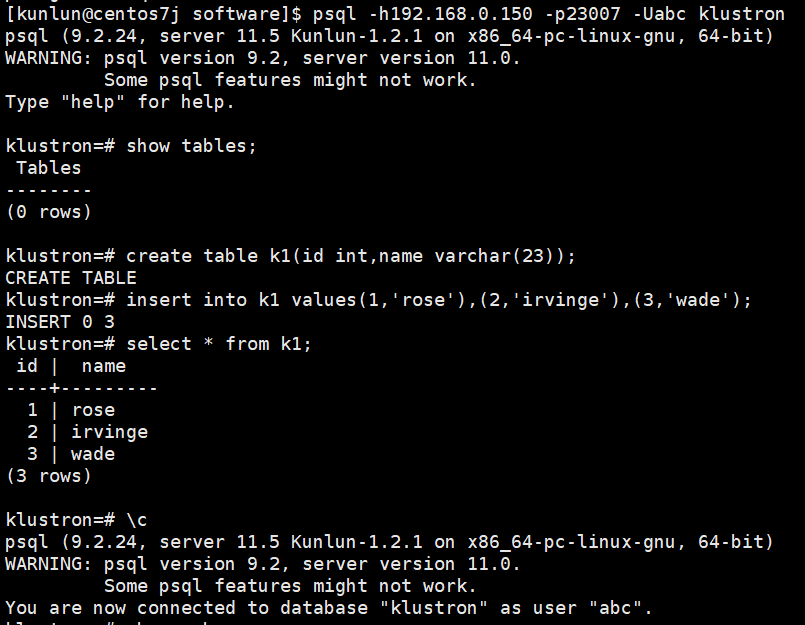 [kunlun@centos7j software]$ psql -h192.168.0.150 -p23007 -Uabc klustron
psql (9.2.24, server 11.5 Kunlun-1.2.1 on x86_64-pc-linux-gnu, 64-bit)
WARNING: psql version 9.2, server version 11.0.
         Some psql features might not work.
Type "help" for help.

klustron=# show tables;
 Tables
--------
(0 rows)

klustron=# create table k1(id int,name varchar(23));
CREATE TABLE
klustron=# insert into k1 values(1,'rose'),(2,'irvinge'),(3,'wade');
INSERT 0 3
klustron=# select * from k1;
 id |  name
----+---------
  1 | rose
  2 | irvinge
  3 | wade
(3 rows)

klustron=# \c
psql (9.2.24, server 11.5 Kunlun-1.2.1 on x86_64-pc-linux-gnu, 64-bit)
WARNING: psql version 9.2, server version 11.0.
         Some psql features might not work.
You are now connected to database "klustron" as user "abc".